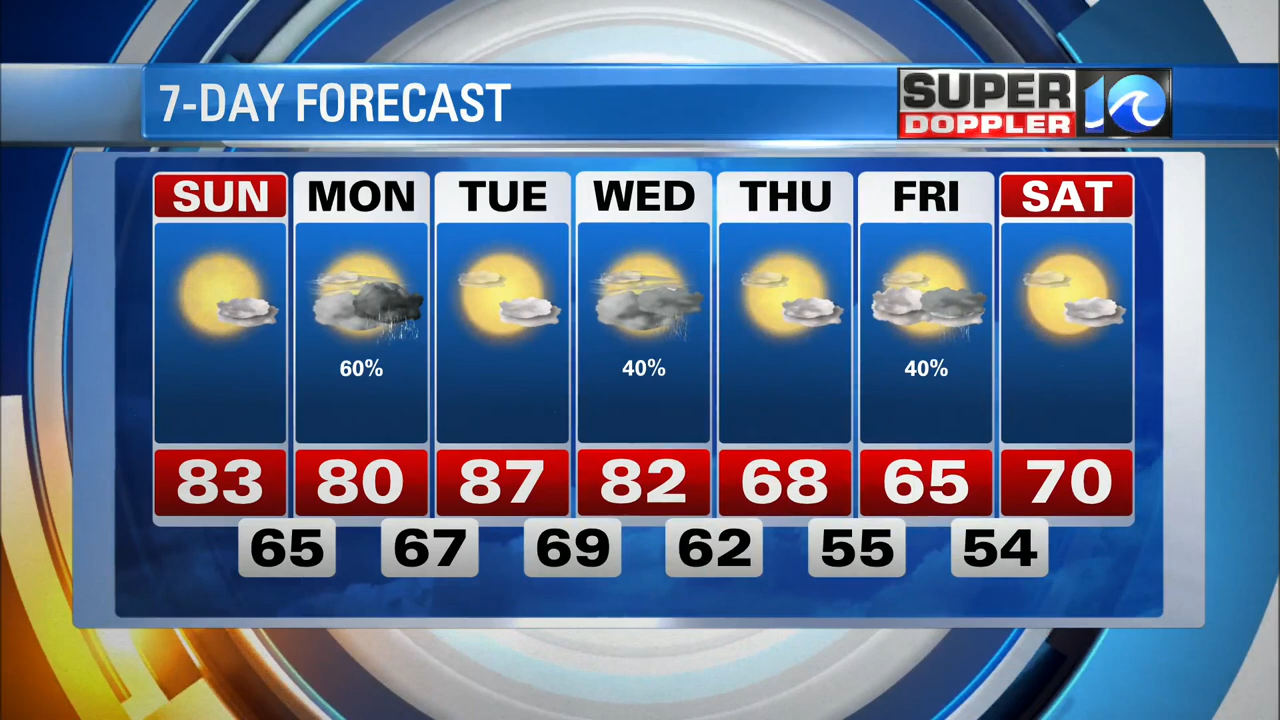 7-DAY FORECAST
SUPER
DOPPLER
10
SUN MON TUE WED THU FRI SAT
60% 40% 40%
83 80 87 82 68 65 70
65 67 69 62 55 54